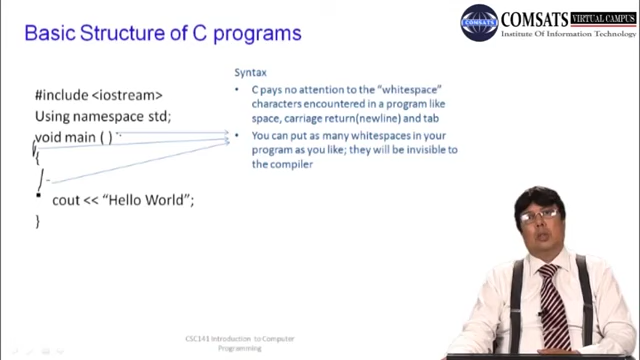 Basic Structure of C programs
COMSATS VIRTUAL CAMPUS
Institute Of Information Technology
#include <iostream>
Using namespace std;
void main ( )
{
cout << “Hello World”;
}
Syntax
• C pays no attention to the “whitespace”
characters encountered in a program like
space, carriage return(newline) and tab
• You can put as many whitespaces in your
program as you like; they will be invisible to
the compiler
CSC141 Introduction to Computer
Programming